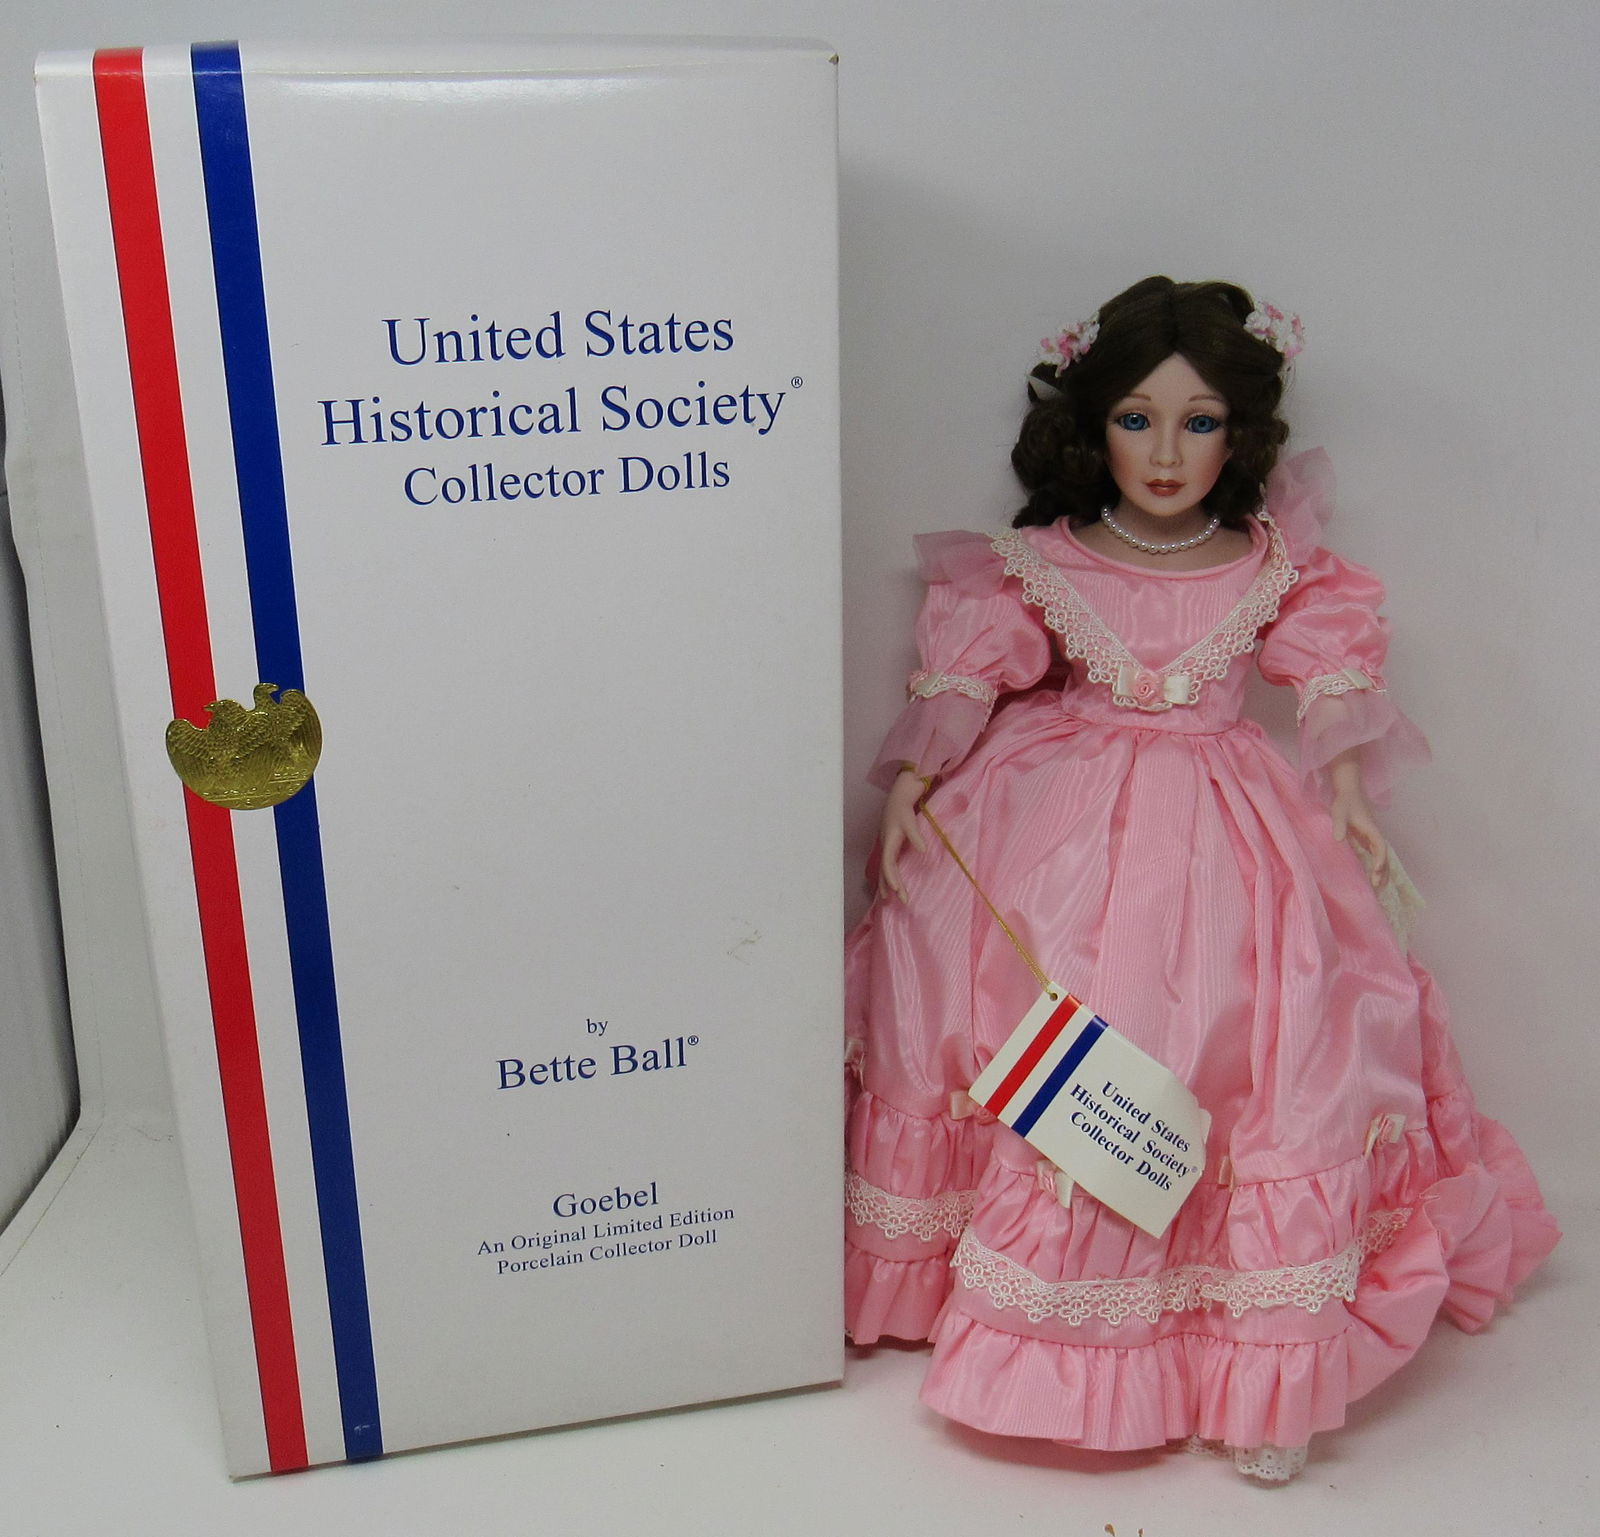 United States
Historical Society®
Collector Dolls
by
Bette Ball®
Goebel
An Original Limited Edition
Porcelain Collector Doll
United States
Historical Society®
Collector Dolls